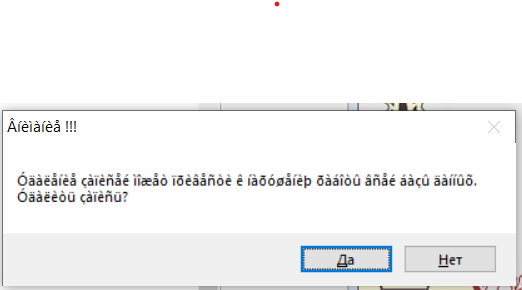 Âíèìàíèå !!!
Óäàëåíèå çàïèñåé ìîæåò ïðèâåñòè ê íàðóøåíèþ ðàáîòû âñåé áàçû äàííûõ.
Óäàëèòü çàïèñü?
Да
Нет